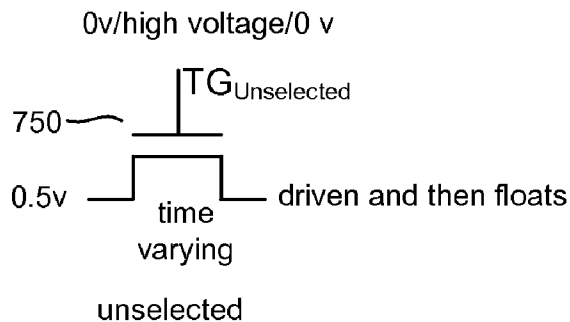 0v/high voltage/0 v
TGUnselected
750
0.5v
driven and then floats
time
varying
unselected